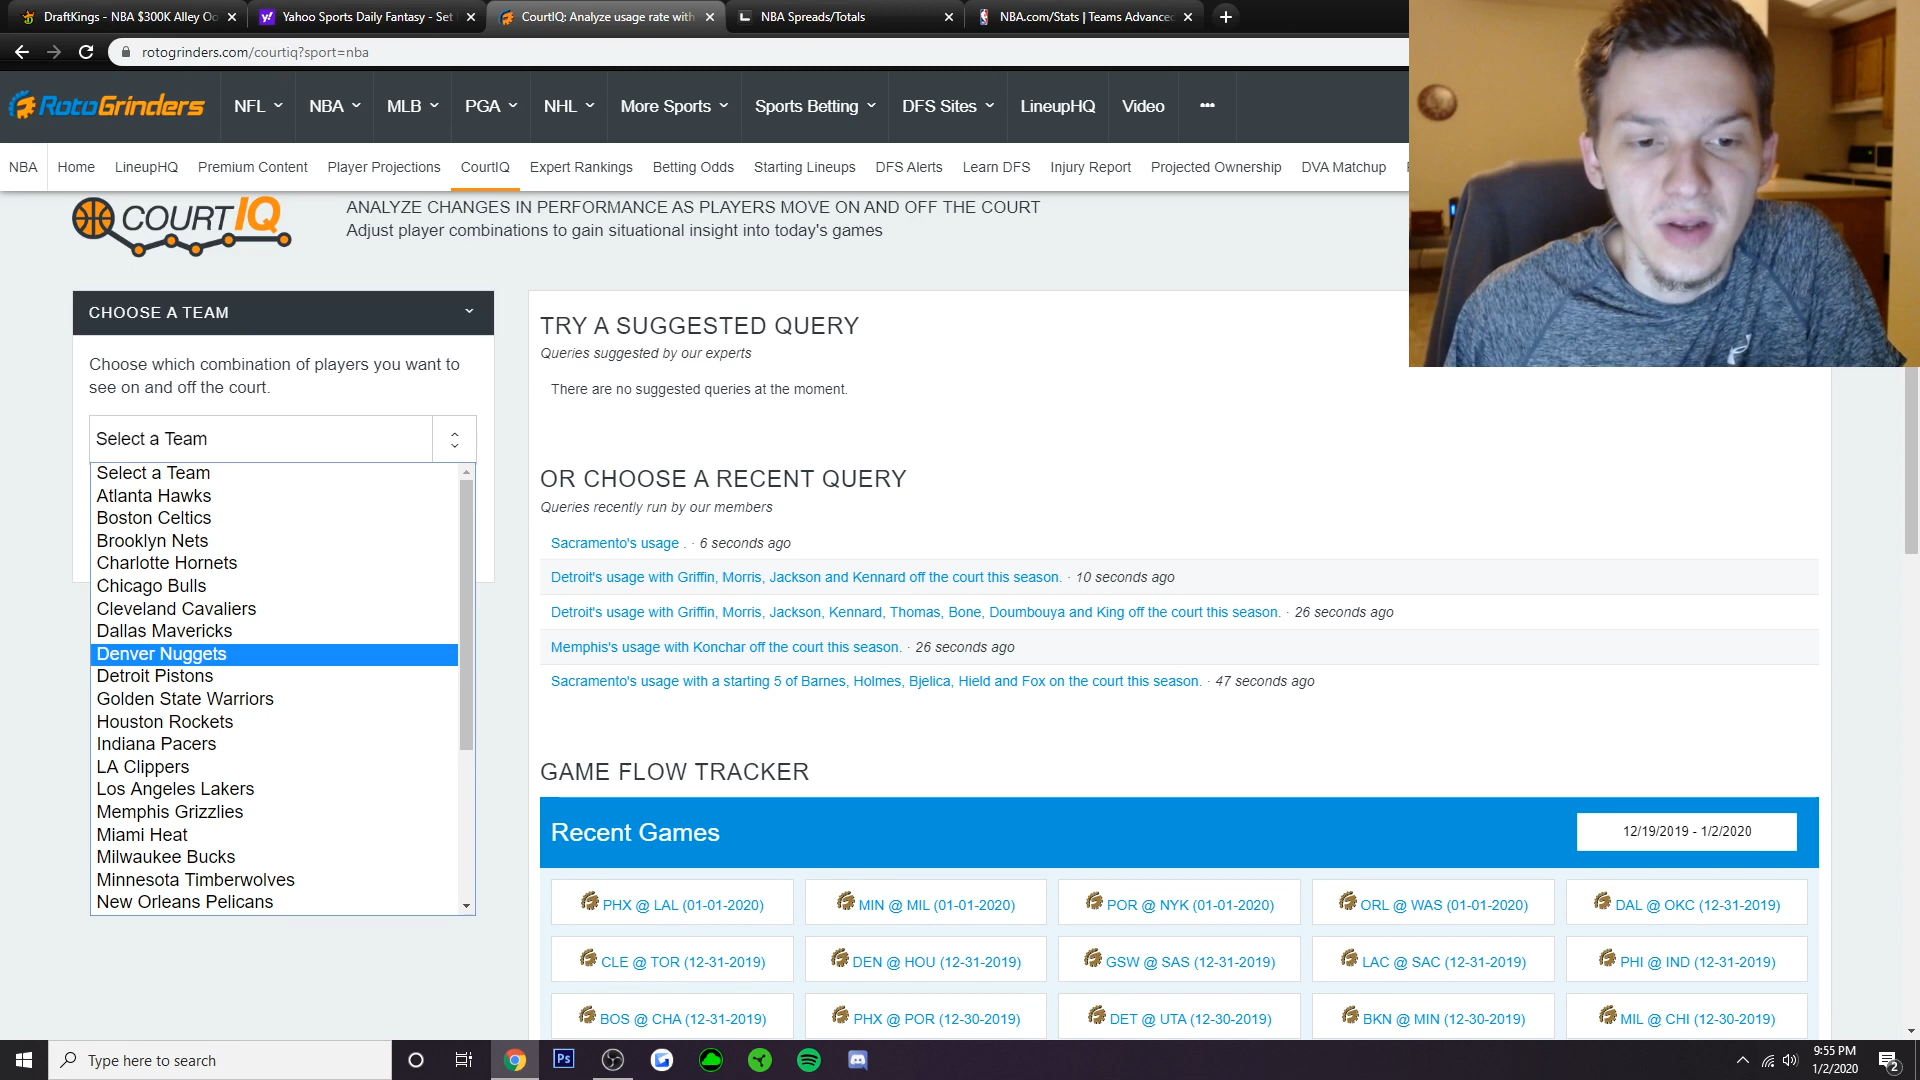 DraftKings - NBA $300K Alley Oo
Yahoo Sports Daily Fantasy - Set
CourtIQ: Analyze usage rate with
NBA Spreads/Totals
NBA.com/Stats | Teams Advanced
rotogrinders.com/courtiq?sport=nba
RotoGrinders
NFL
NBA
MLB
PGA
NHL
More Sports
Sports Betting
DFS Sites
LineupHQ
Video
NBA
Home
LineupHQ
Premium Content
Player Projections
CourtIQ
Expert Rankings
Betting Odds
Starting Lineups
DFS Alerts
Learn DFS
Injury Report
Projected Ownership
DVA Matchup
COURTIQ
ANALYZE CHANGES IN PERFORMANCE AS PLAYERS MOVE ON AND OFF THE COURT
Adjust player combinations to gain situational insight into today's games
CHOOSE A TEAM
Choose which combination of players you want to
see on and off the court.
Select a Team
Select a Team
Atlanta Hawks
Boston Celtics
Brooklyn Nets
Charlotte Hornets
Chicago Bulls
Cleveland Cavaliers
Dallas Mavericks
Denver Nuggets
Detroit Pistons
Golden State Warriors
Houston Rockets
Indiana Pacers
LA Clippers
Los Angeles Lakers
Memphis Grizzlies
Miami Heat
Milwaukee Bucks
Minnesota Timberwolves
New Orleans Pelicans
TRY A SUGGESTED QUERY
Queries suggested by our experts
There are no suggested queries at the moment.
OR CHOOSE A RECENT QUERY
Queries recently run by our members
Sacramento's usage . · 6 seconds ago
Detroit's usage with Griffin, Morris, Jackson and Kennard off the court this season. · 10 seconds ago
Detroit's usage with Griffin, Morris, Jackson, Kennard, Thomas, Bone, Doumbouya and King off the court this season. · 26 seconds ago
Memphis's usage with Konchar off the court this season. · 26 seconds ago
Sacramento's usage with a starting 5 of Barnes, Holmes, Bjelica, Hield and Fox on the court this season. · 47 seconds ago
GAME FLOW TRACKER
Recent Games
12/19/2019 - 1/2/2020
PHX @ LAL (01-01-2020)
MIN @ MIL (01-01-2020)
POR @ NYK (01-01-2020)
ORL @ WAS (01-01-2020)
DAL @ OKC (12-31-2019)
CLE @ TOR (12-31-2019)
DEN @ HOU (12-31-2019)
GSW @ SAS (12-31-2019)
LAC @ SAC (12-31-2019)
PHI @ IND (12-31-2019)
BOS @ CHA (12-31-2019)
PHX @ POR (12-30-2019)
DET @ UTA (12-30-2019)
BKN @ MIN (12-30-2019)
MIL @ CHI (12-30-2019)
Type here to search
Ps
9:55 PM
1/2/2020
2